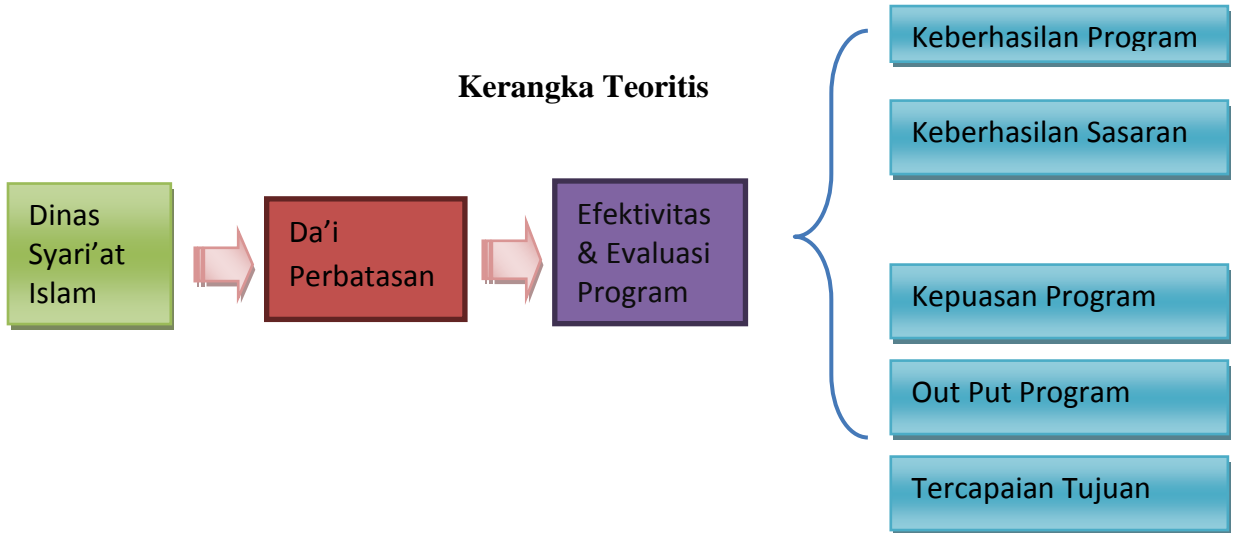 Kerangka Teoritis
Dinas
Syari’at
Islam
Da’i
Perbatasan
Efektivitas
& Evaluasi
Program
Keberhasilan Program
Keberhasilan Sasaran
Kepuasan Program
Out Put Program
Tercapaian Tujuan